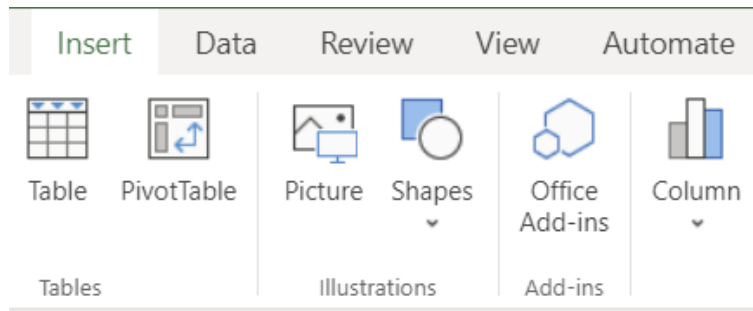 Insert Data Review View Automate
Table PivotTable Picture Shapes Office Add-ins Column
Tables Illustrations Add-ins